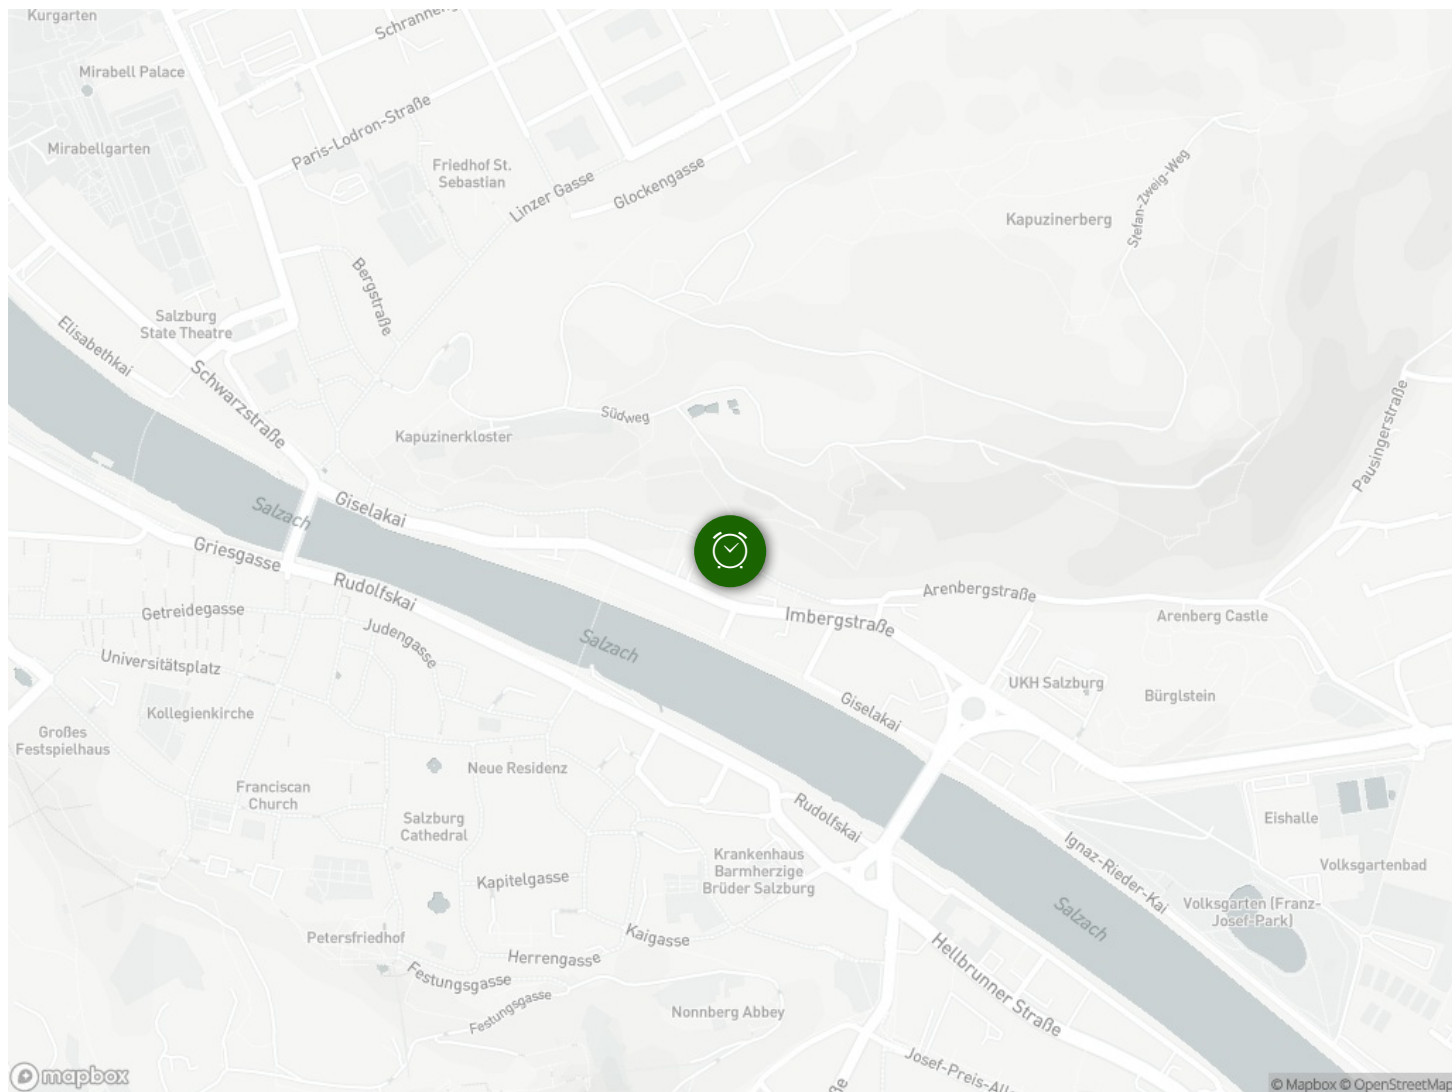 Kurgarten
Schranneng
Mirabell Palace
Paris-Lodron-Straße
Mirabellgarten
Friedhof St.
Sebastian
Linzer Gasse
Glockengasse
Stefan-Zweig-Weg
Kapuzinerberg
Bergstraße
Salzburg
State Theatre
Elisabethkai
Schwarzstraße
Südweg
Kapuzinerkloster
Pausingerstraße
Salzach
Giselakai
Griesgasse
Rudolfskai
Getreidegasse
Judengasse
Arenbergstraße
Imbergstraße
Arenberg Castle
Salzach
Universitätsplatz
UKH Salzburg
Bürglstein
Giselakai
Kollegienkirche
Großes
Festspielhaus
Neue Residenz
Franciscan
Church
Salzburg
Cathedral
Rudolfskai
Eishalle
Ignaz-Rieder-Kai
Volksgartenbad
Krankenhaus
Barmherzige
Brüder Salzburg
Kapitelgasse
Volksgarten (Franz-
Josef-Park)
Salzach
Petersfriedhof
Kaigasse
Herrengasse
Festungsgasse
Festungsgasse
Hellbrunner Straße
Nonnberg Abbey
Josef-Preis-All
mapbox
© Mapbox © OpenStreetMap